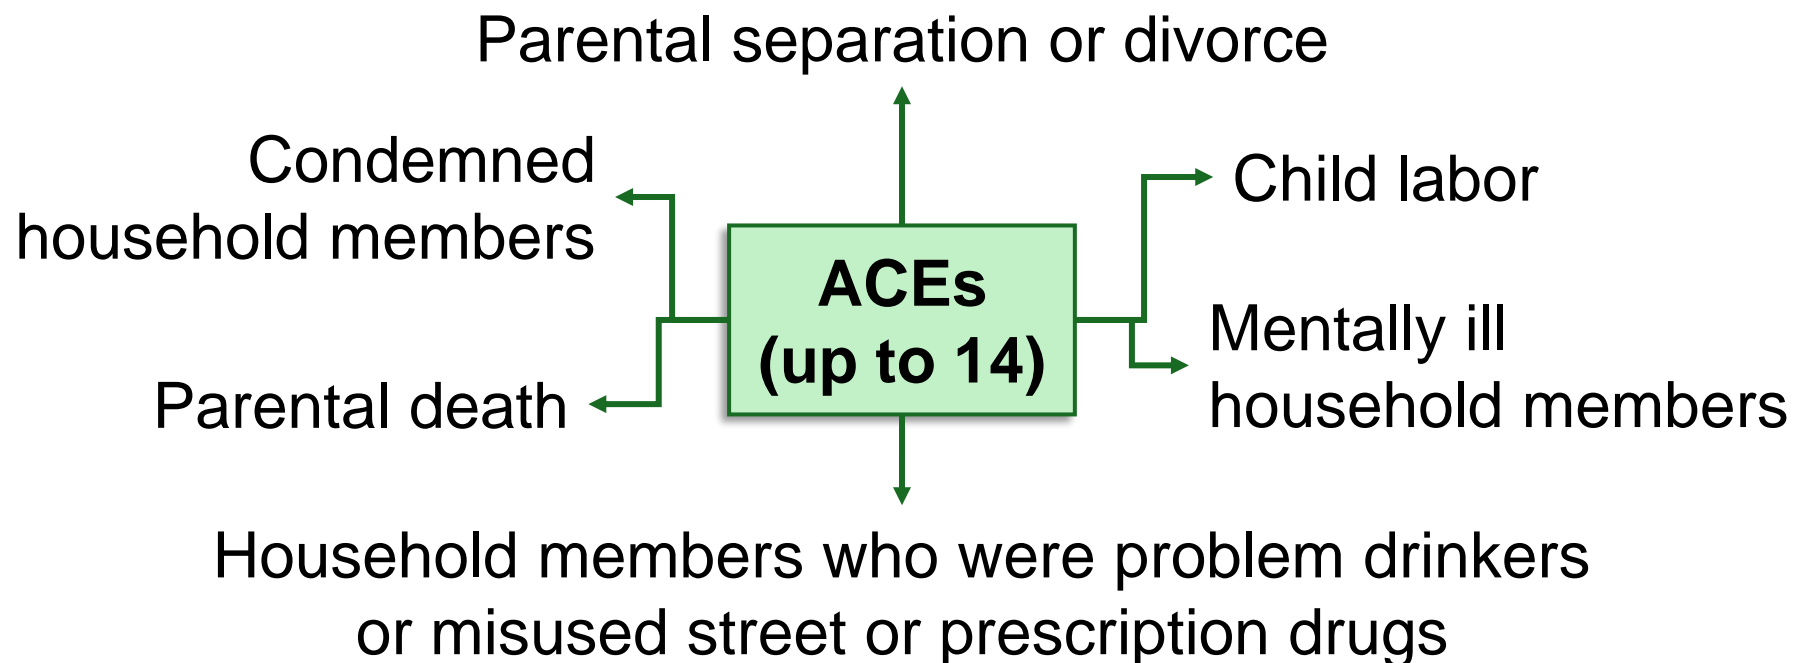 Parental separation or divorce
Condemned
household members
Child labor
ACEs
(up to 14)
Mentally ill
household members
Parental death
Household members who were problem drinkers
or misused street or prescription drugs